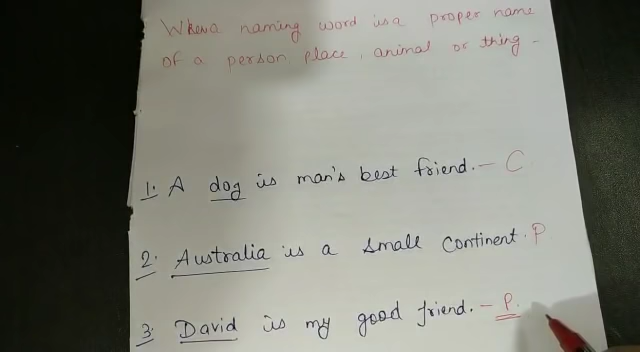 When a naming word is a proper name
of a person place, animal or thing -
1. A dog is man's best friend. - C
2. Australia is a small continent. P
3. David is my good friend. - P.